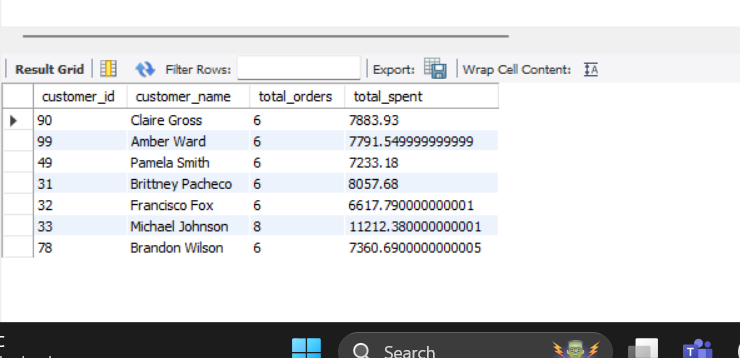 Result Grid Filter Rows: Export: Wrap Cell Content: IA
customer_id customer_name total_orders total_spent
90 Claire Gross 6 7883.93
99 Amber Ward 6 7791.549999999999
49 Pamela Smith 6 7233.18
31 Brittney Pacheco 6 8057.68
32 Francisco Fox 6 6617.790000000001
33 Michael Johnson 8 11212.380000000001
78 Brandon Wilson 6 7360.6900000000005
Search